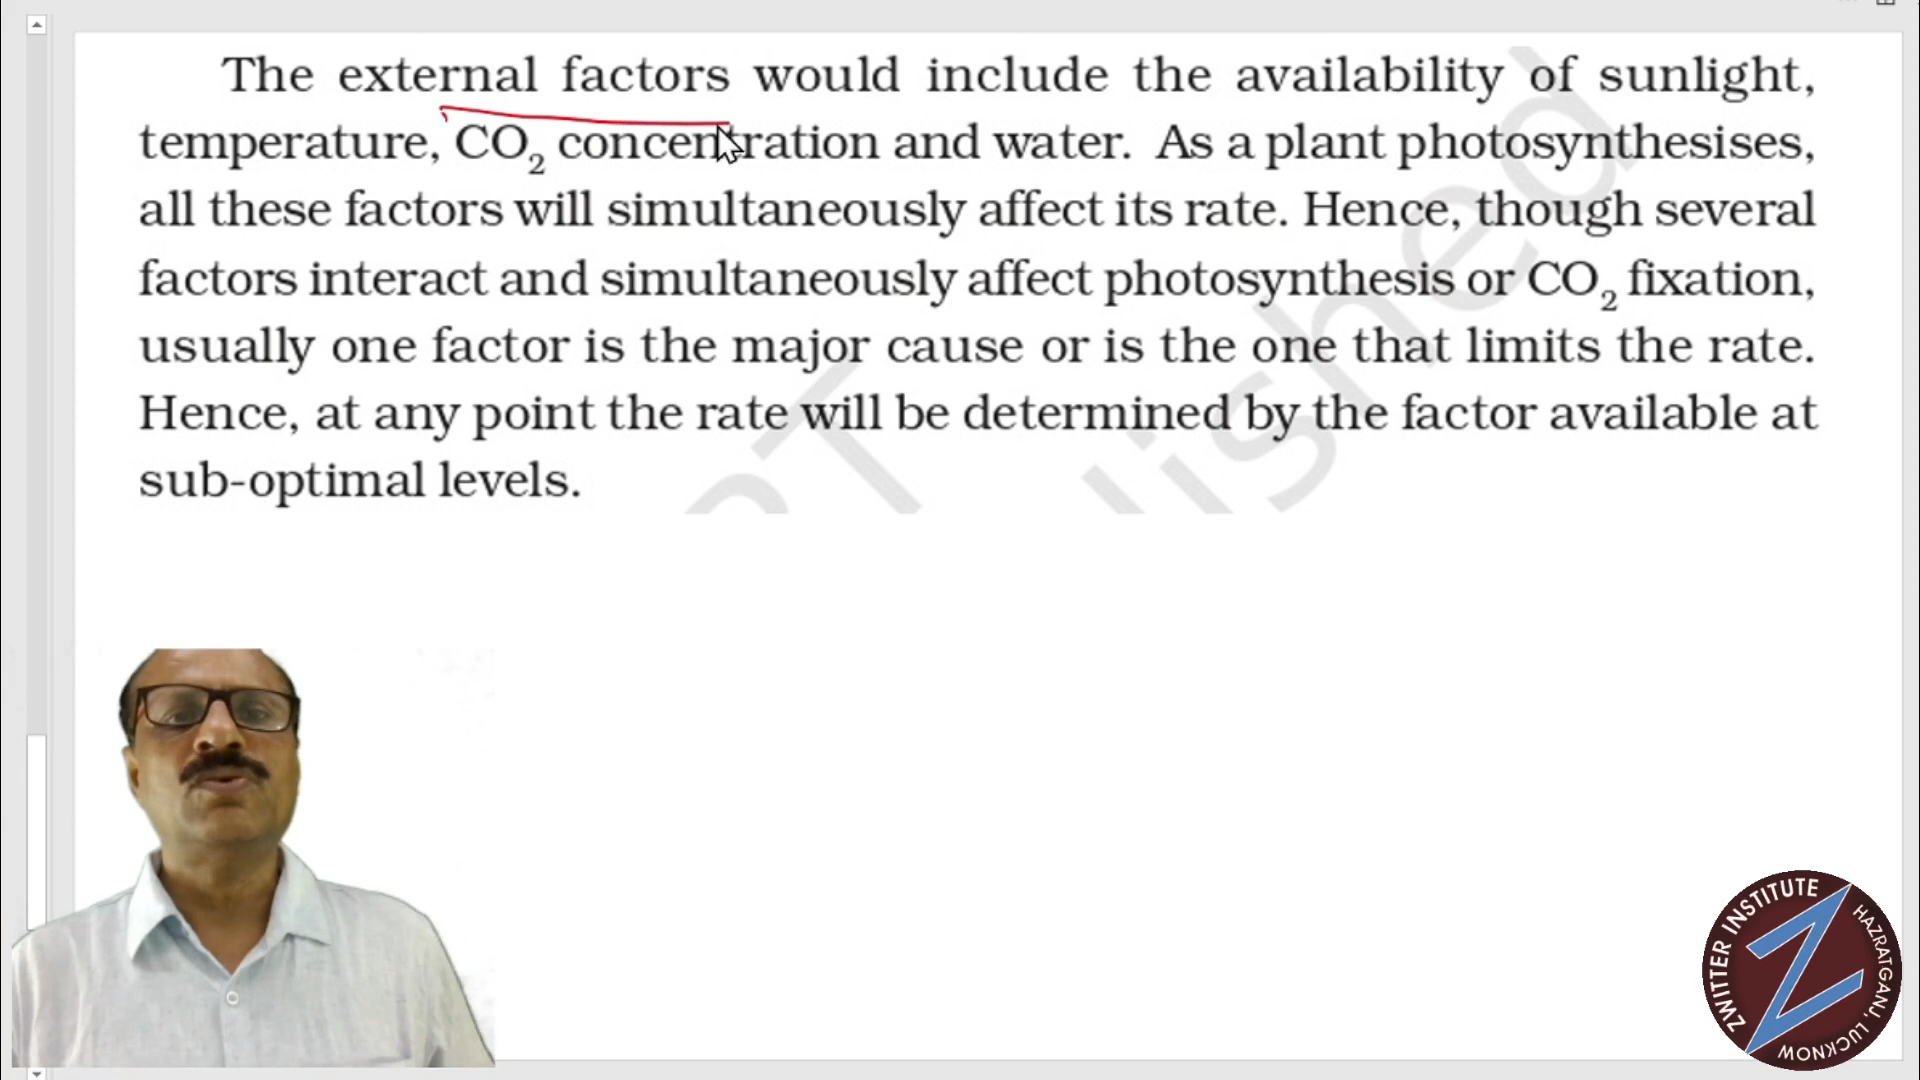 The external factors would include the availability of sunlight,
temperature, CO₂ concentration and water. As a plant photosynthesises,
all these factors will simultaneously affect its rate. Hence, though several
factors interact and simultaneously affect photosynthesis or CO₂ fixation,
usually one factor is the major cause or is the one that limits the rate.
Hence, at any point the rate will be determined by the factor available at
sub-optimal levels.
ZWITTER INSTITUTE
HAZRATGANJ, LUCKNOW